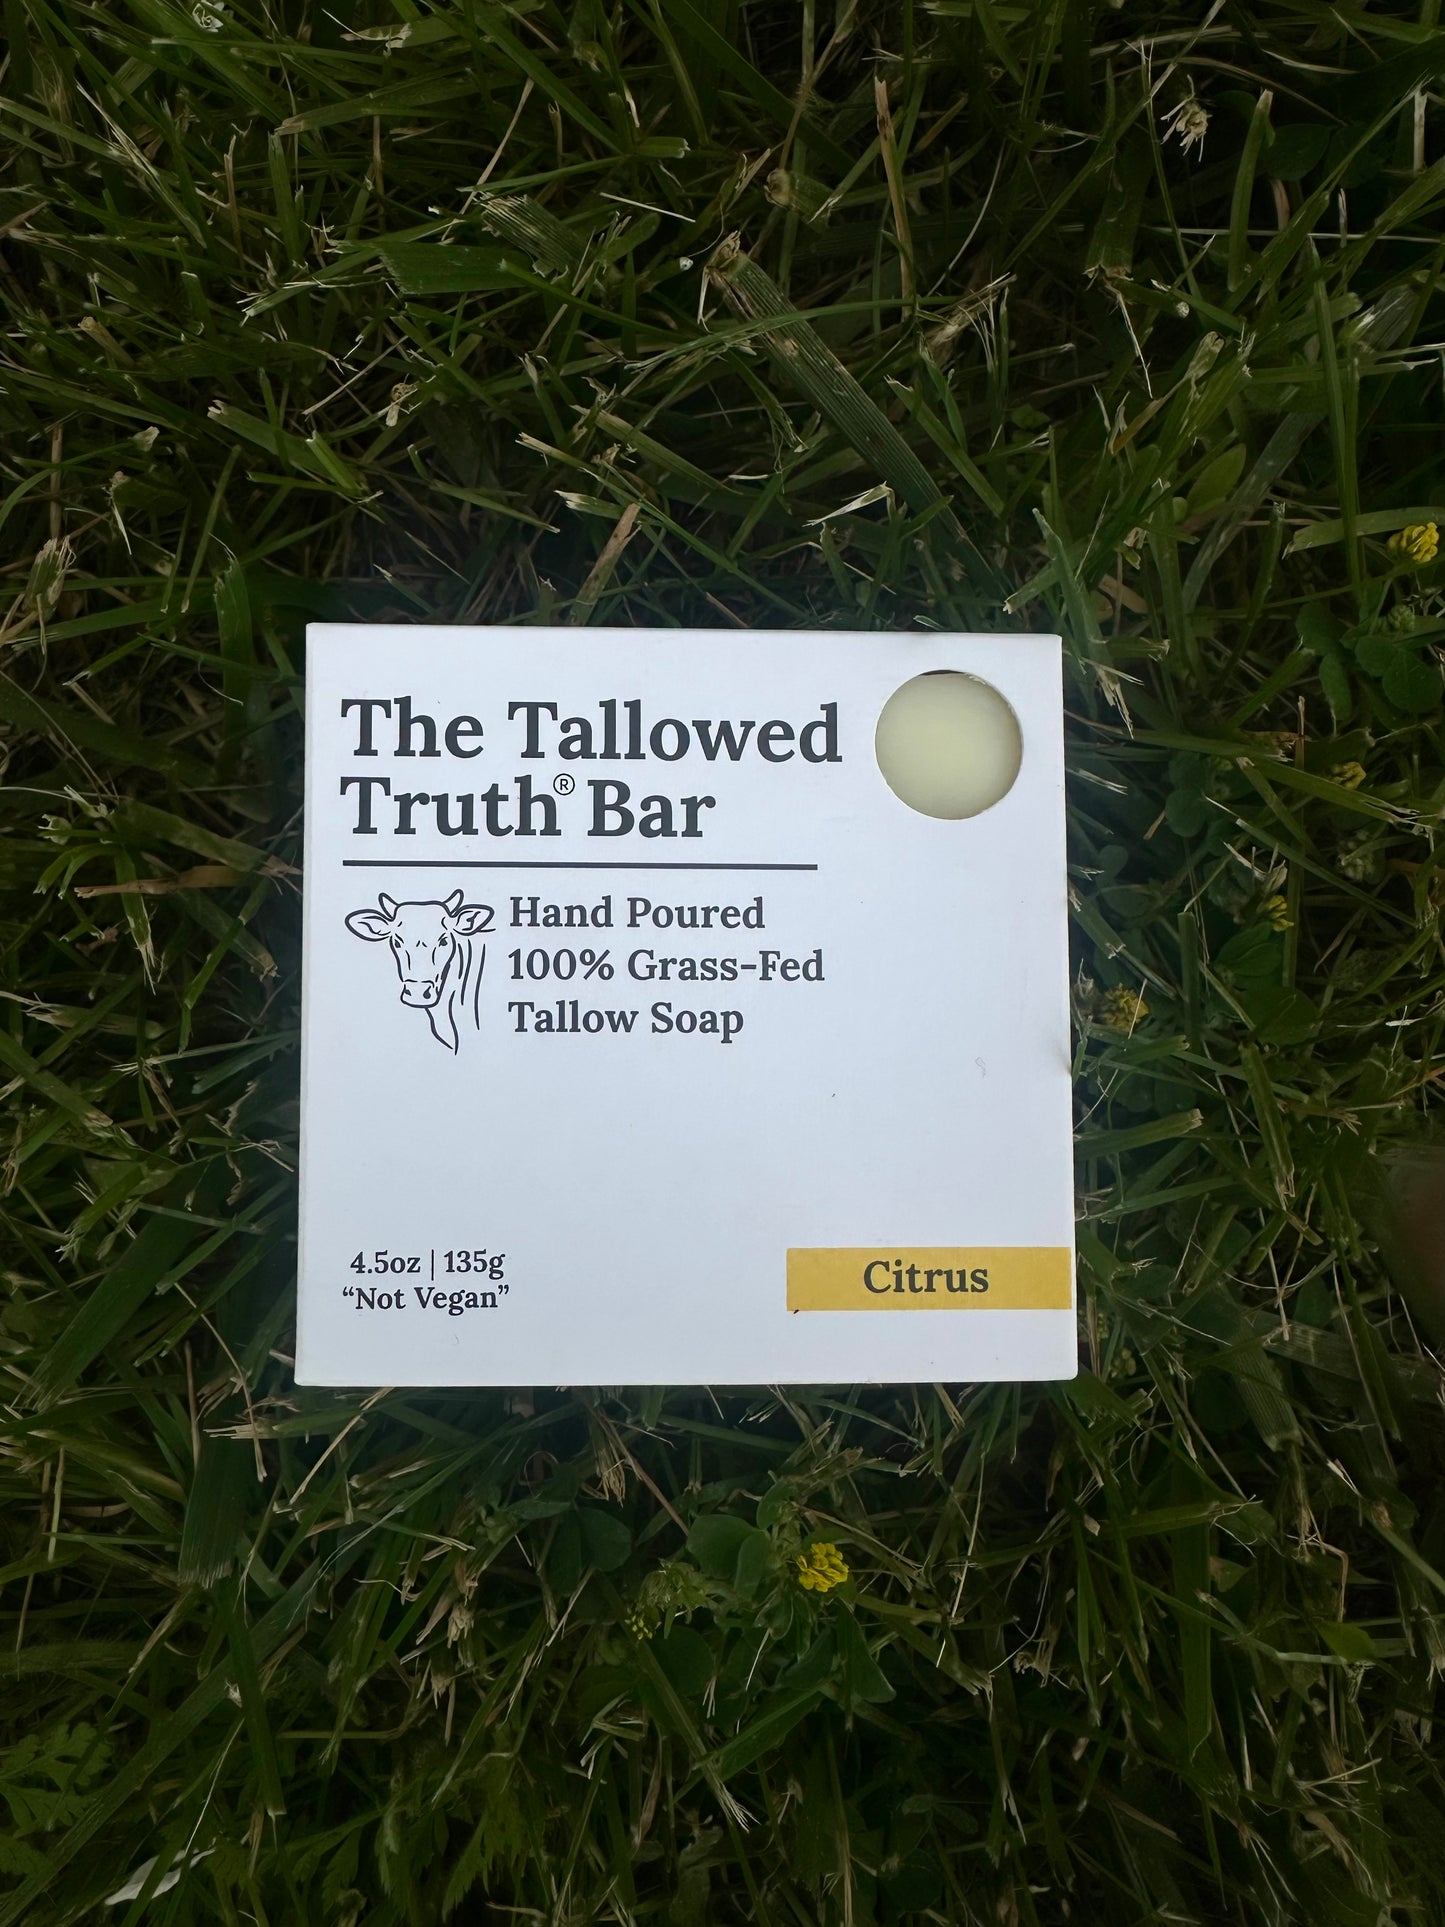 The Tallowed
Truth® Bar
Hand Poured
100% Grass-Fed
Tallow Soap
4.5oz | 135g
“Not Vegan”
Citrus